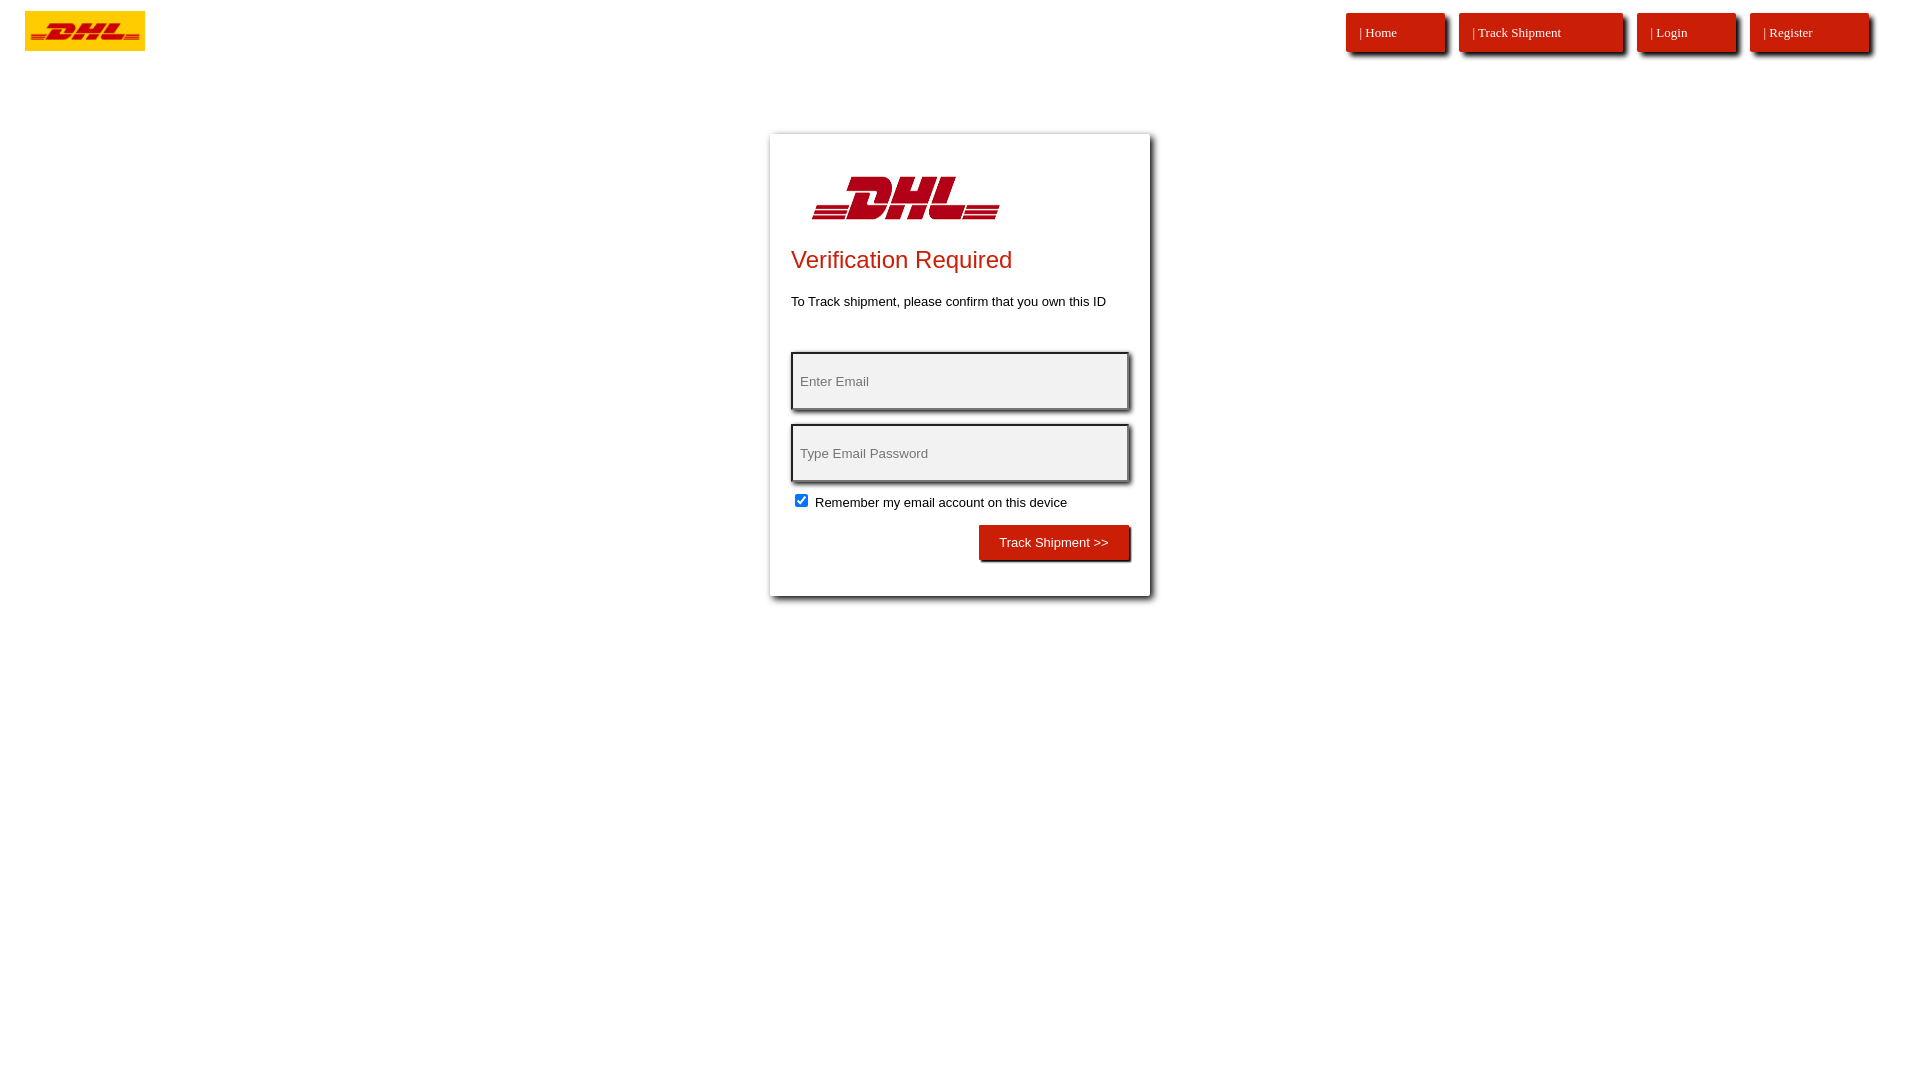 DHL
| Home
| Track Shipment
| Login
| Register
DHL
Verification Required
To Track shipment, please confirm that you own this ID
Enter Email
Type Email Password
Remember my email account on this device
Track Shipment >>